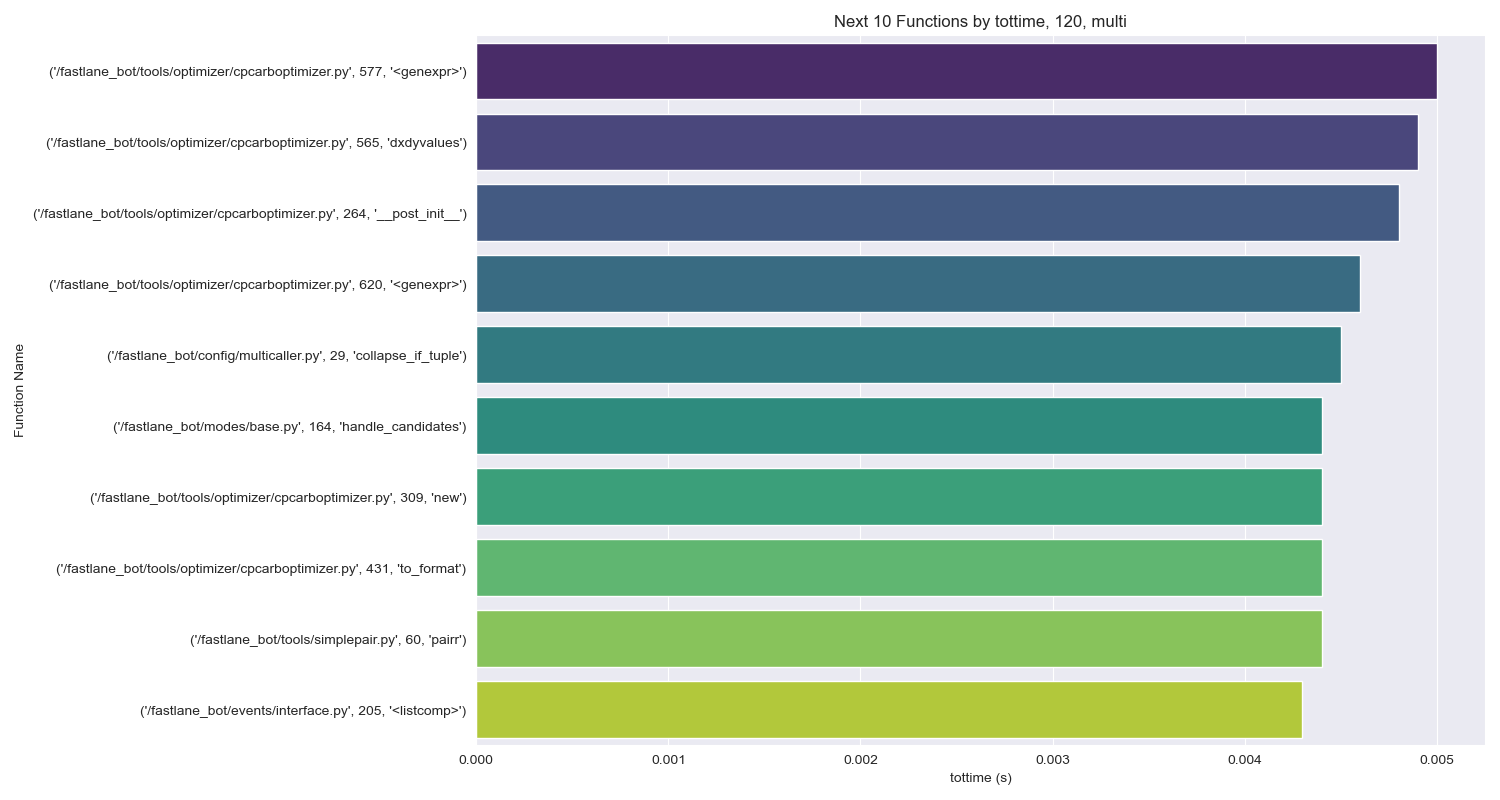 Next 10 Functions by tottime, 120, multi
('/fastlane_bot/tools/optimizer/cpcarboptimizer.py', 577, '<genexpr>')
('/fastlane_bot/tools/optimizer/cpcarboptimizer.py', 565, 'dxdyvalues')
('/fastlane_bot/tools/optimizer/cpcarboptimizer.py', 264, '__post_init__')
('/fastlane_bot/tools/optimizer/cpcarboptimizer.py', 620, '<genexpr>')
('/fastlane_bot/config/multicaller.py', 29, 'collapse_if_tuple')
('/fastlane_bot/modes/base.py', 164, 'handle_candidates')
('/fastlane_bot/tools/optimizer/cpcarboptimizer.py', 309, 'new')
('/fastlane_bot/tools/optimizer/cpcarboptimizer.py', 431, 'to_format')
('/fastlane_bot/tools/simplepair.py', 60, 'pairr')
('/fastlane_bot/events/interface.py', 205, '<listcomp>')
Function Name
0.000 0.001 0.002 0.003 0.004 0.005
tottime (s)